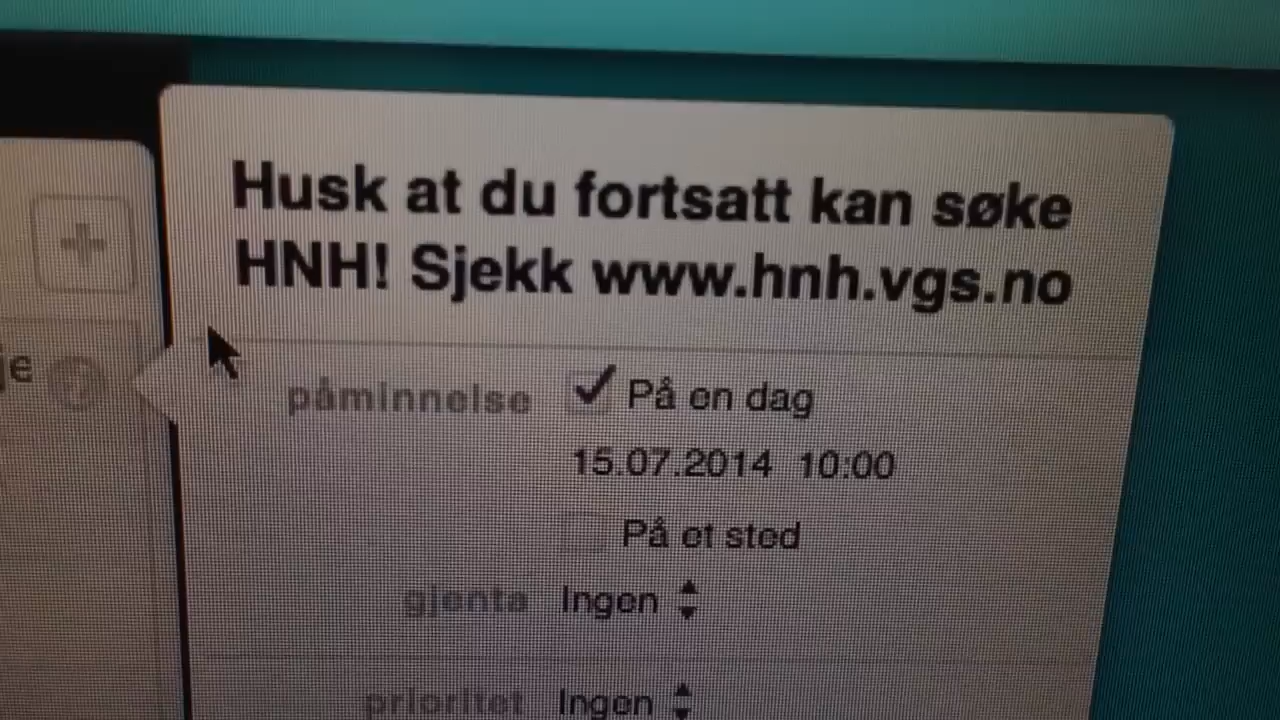 Husk at du fortsatt kan søke
HNH! Sjekk www.hnh.vgs.no
je
påminnelse På en dag
15.07.2014 10:00
På et sted
gjenta Ingen
prioritet Ingen